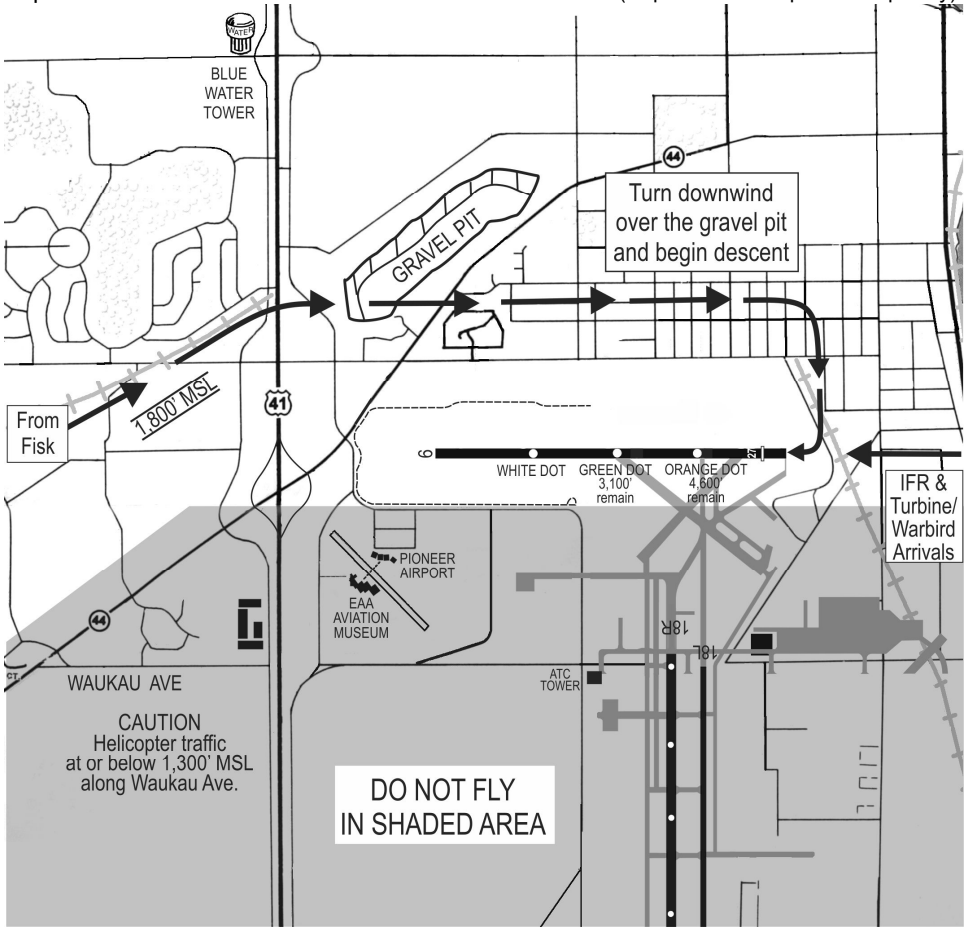 WATER
BLUE
WATER
TOWER
44
Turn downwind
over the gravel pit
and begin descent
GRAVEL PIT
1,800' MSL
41
From
Fisk
9
27
WHITE DOT
GREEN DOT
3,100'
remain
ORANGE DOT
4,600'
remain
IFR &
Turbine/
Warbird
Arrivals
PIONEER
AIRPORT
EAA
AVIATION
MUSEUM
44
18R
18L
CT.
WAUKAU AVE
ATC
TOWER
CAUTION
Helicopter traffic
at or below 1,300' MSL
along Waukau Ave.
DO NOT FLY
IN SHADED AREA